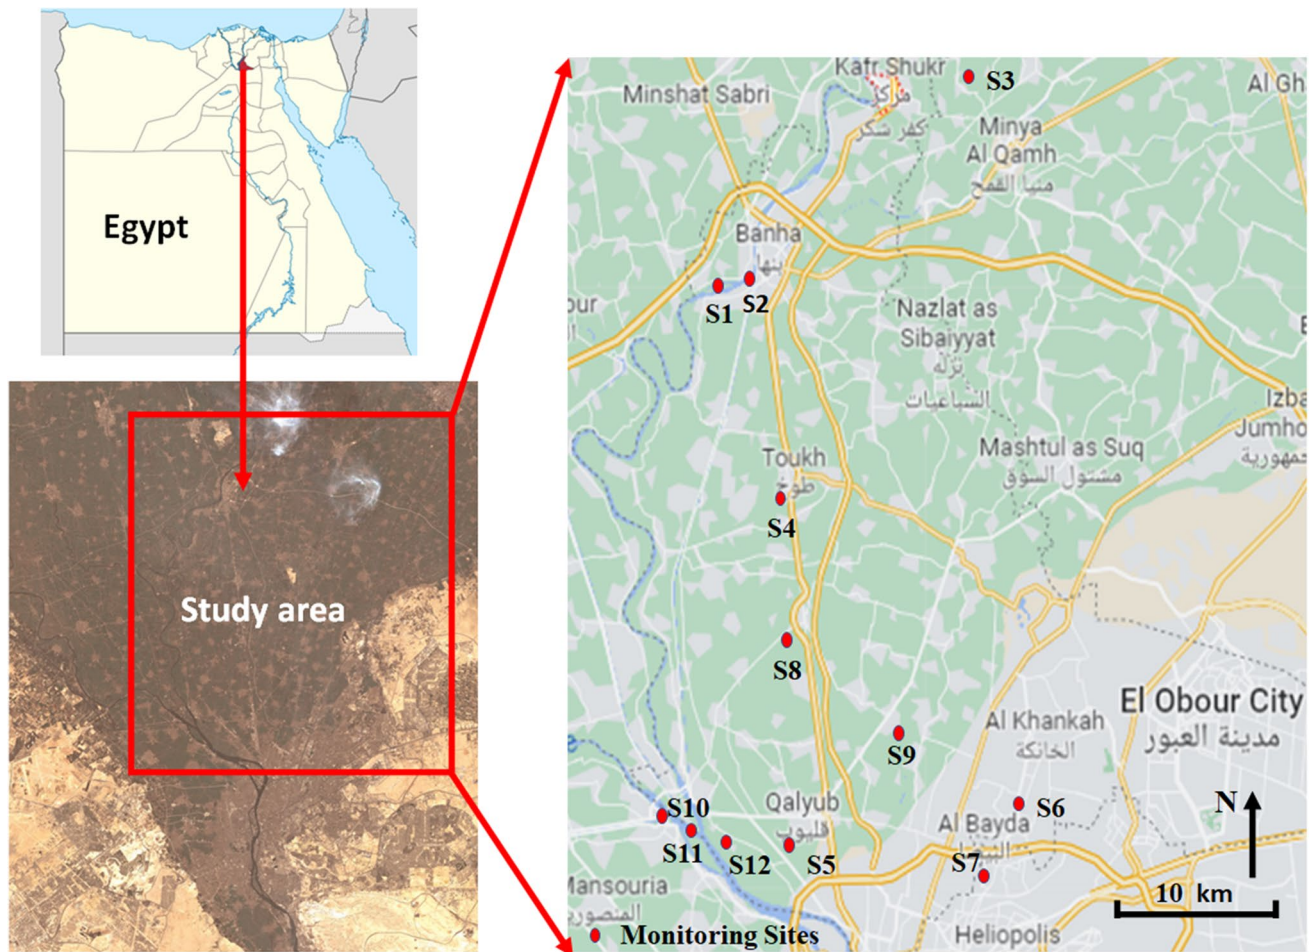 Egypt
Study area
Kafr Shukr
مركز
كفر شكر
S3
Al Gh
Minshat Sabri
Minya
Al Qamh
منيا القمح
Banha
بنها
S1
S2
our
Nazlat as
Sibaiyyat
نزله
السباعيات
Izba
Jumho
جمهورية
Toukh
طوخ
Mashtul as Suq
مشتول السوق
S4
S8
El Obour City
مدينة العبور
Al Khankah
الخانكة
S9
S10
Qalyub
قليوب
S6
N
Al Bayda
S11
S12
S5
S7
Mansouria
المنصورية
10 km
Monitoring Sites
Heliopolis